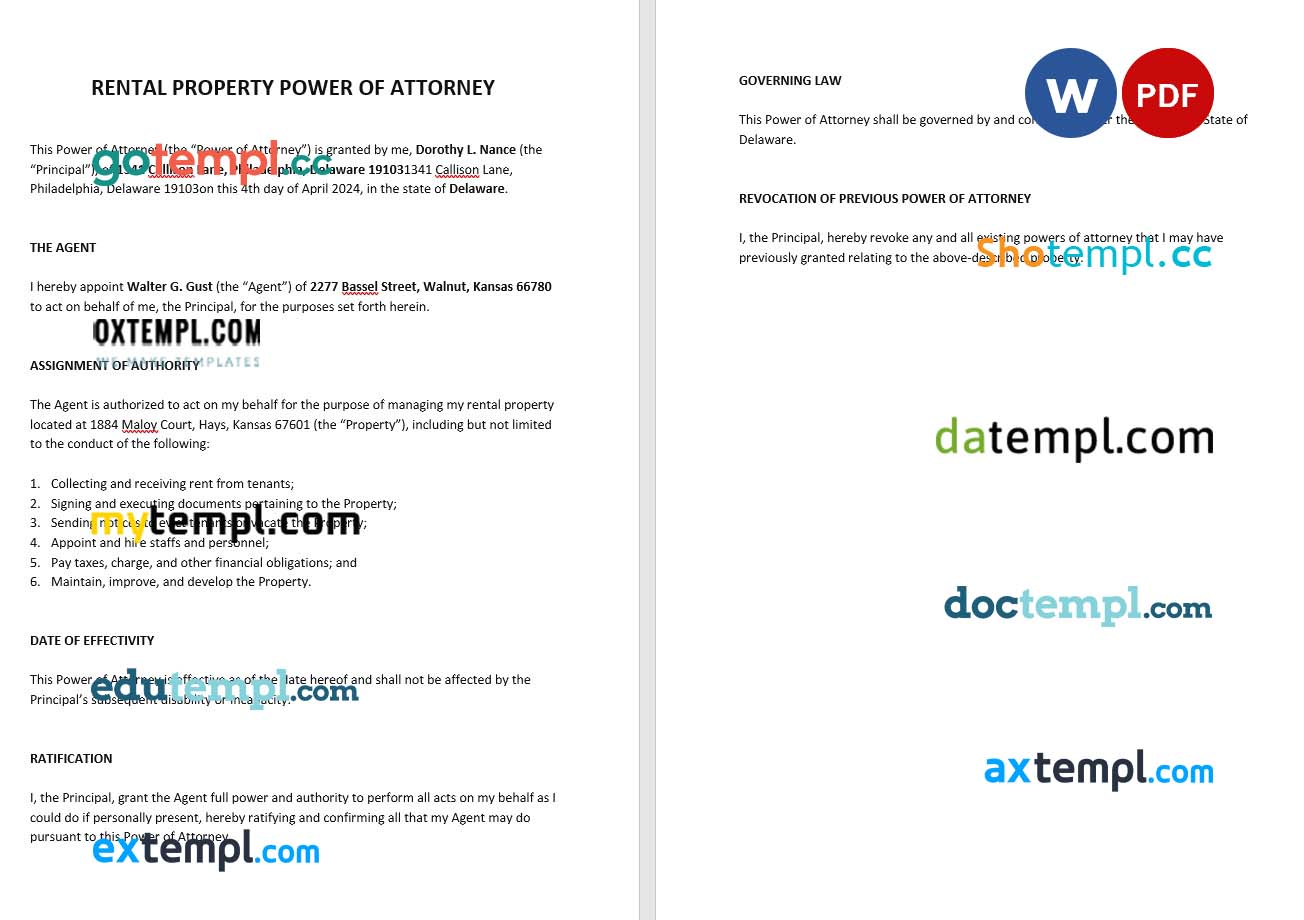 RENTAL PROPERTY POWER OF ATTORNEY
This Power of Attorney (the “Power of Attorney”) is granted by me, Dorothy L. Nance (the
gotempl.cc
“Principal”), of 1341 Callison Lane, Philadelphia, Delaware 191031341 Callison Lane,
Philadelphia, Delaware 19103on this 4th day of April 2024, in the state of Delaware.
THE AGENT
I hereby appoint Walter G. Gust (the “Agent”) of 2277 Bassel Street, Walnut, Kansas 66780
to act on behalf of me, the Principal, for the purposes set forth herein.
OXTEMPL.COM
WE MAKE TEMPLATES
ASSIGNMENT OF AUTHORITY
The Agent is authorized to act on my behalf for the purpose of managing my rental property
located at 1884 Maloy Court, Hays, Kansas 67601 (the “Property”), including but not limited
to the conduct of the following:
1. Collecting and receiving rent from tenants;
2. Signing and executing documents pertaining to the Property;
3. Sending notices to evict tenants or vacate the Property;
mytempl.com
4. Appoint and hire staffs and personnel;
5. Pay taxes, charge, and other financial obligations; and
6. Maintain, improve, and develop the Property.
DATE OF EFFECTIVITY
This Power of Attorney is effective as of the date hereof and shall not be affected by the
edutempl.com
Principal’s subsequent disability or incapacity.
RATIFICATION
I, the Principal, grant the Agent full power and authority to perform all acts on my behalf as I
could do if personally present, hereby ratifying and confirming all that my Agent may do
pursuant to this Power of Attorney.
extempl.com
GOVERNING LAW
W
PDF
This Power of Attorney shall be governed by and the State of
Delaware.
REVOCATION OF PREVIOUS POWER OF ATTORNEY
I, the Principal, hereby revoke any and all existing powers of attorney that I may have
previously granted relating to the above-described property.
Shotempl.cc
datempl.com
doctempl.com
axtempl.com